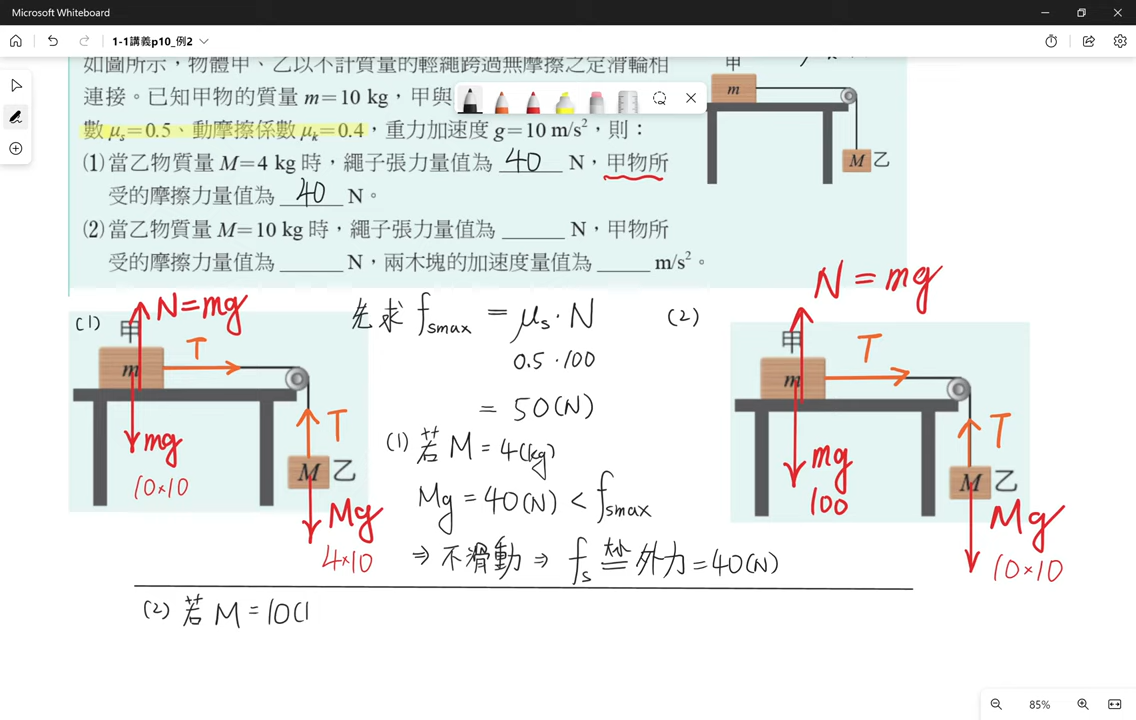 Microsoft Whiteboard
1-1講義p10_例2
如圖所示，物體甲、乙以不計質量的輕繩跨過無摩擦之定滑輪相
連接。已知甲物的質量 m=10 kg，甲與
數 μs=0.5、動摩擦係數 μk=0.4，重力加速度 g=10 m/s²，則：
(1)當乙物質量 M=4 kg 時，繩子張力量值為 40 N，甲物所
受的摩擦力量值為 40 N。
(2)當乙物質量 M=10 kg 時，繩子張力量值為 ______ N，甲物所
受的摩擦力量值為 ______ N，兩木塊的加速度量值為 ______ m/s²。
甲
m
M 乙
(1)
N=mg
甲
T
m
mg
10×10
T
M 乙
Mg
4×10
先求 fsmax = μs · N
0.5 · 100
= 50(N)
(1) 若 M = 4(kg)
Mg = 40(N) < fsmax
⇒ 不滑動 ⇒ fs 外力 = 40(N)
(2)
N = mg
甲
T
m
mg
100
T
M 乙
Mg
10×10
(2) 若 M = 10(
85%